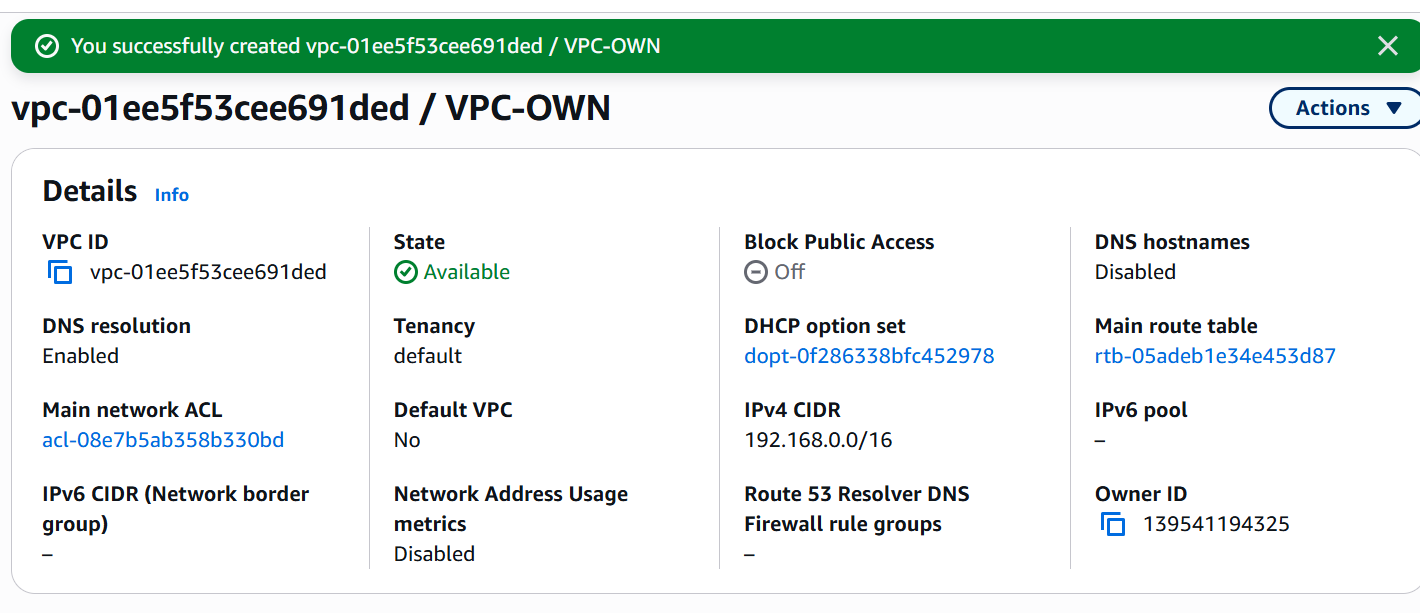 You successfully created vpc-01ee5f53cee691ded / VPC-OWN
vpc-01ee5f53cee691ded / VPC-OWN
Actions
Details Info
VPC ID
vpc-01ee5f53cee691ded
State
Available
Block Public Access
Off
DNS hostnames
Disabled
DNS resolution
Enabled
Tenancy
default
DHCP option set
dopt-0f286338bfc452978
Main route table
rtb-05adeb1e34e453d87
Main network ACL
acl-08e7b5ab358b330bd
Default VPC
No
IPv4 CIDR
192.168.0.0/16
IPv6 pool
–
IPv6 CIDR (Network border
group)
–
Network Address Usage
metrics
Disabled
Route 53 Resolver DNS
Firewall rule groups
–
Owner ID
139541194325